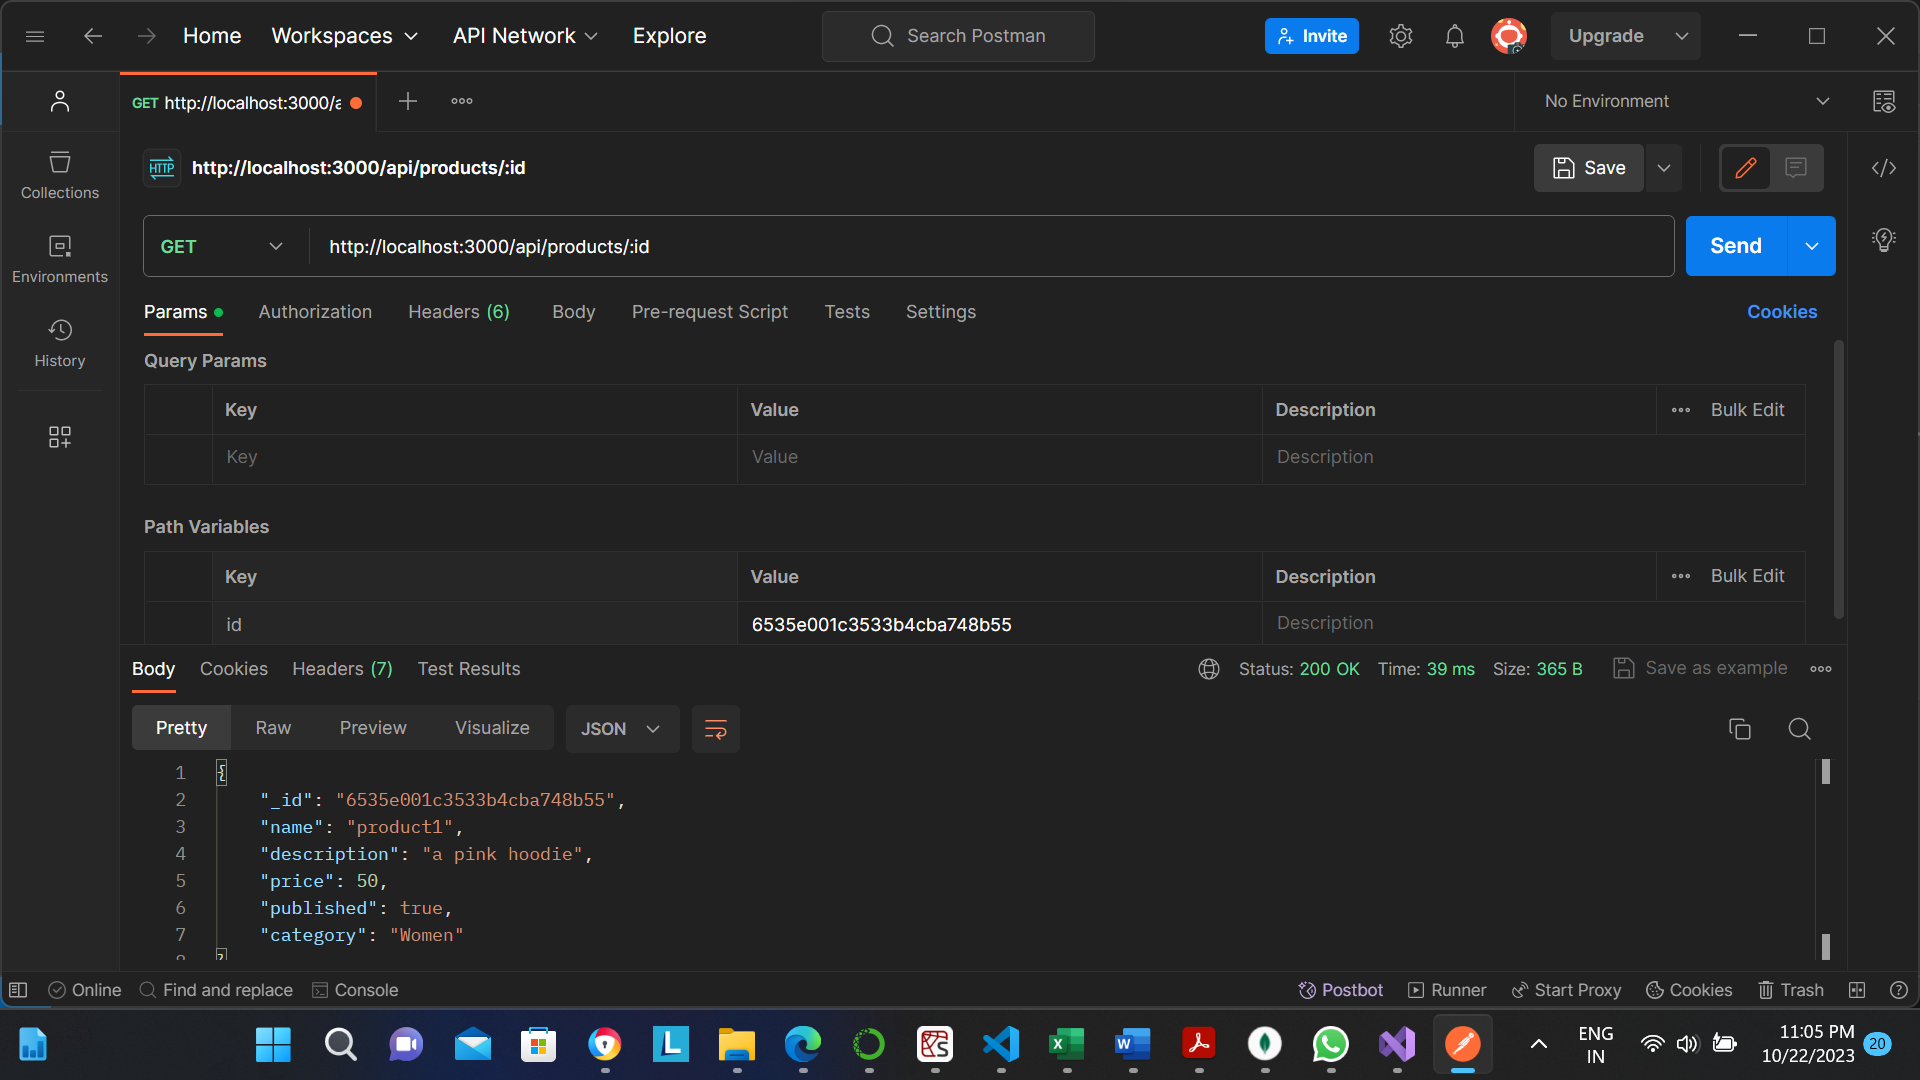 Home Workspaces API Network Explore Search Postman Invite Upgrade
GET http://localhost:3000/a No Environment
HTTP http://localhost:3000/api/products/:id Save
Collections
GET http://localhost:3000/api/products/:id Send
Environments
Params Authorization Headers (6) Body Pre-request Script Tests Settings Cookies
History
Query Params
Key Value Description Bulk Edit
Key Value Description
Path Variables
Key Value Description Bulk Edit
id 6535e001c3533b4cba748b55 Description
Body Cookies Headers (7) Test Results Status: 200 OK Time: 39 ms Size: 365 B Save as example
Pretty Raw Preview Visualize JSON
1 {
2 "_id": "6535e001c3533b4cba748b55",
3 "name": "product1",
4 "description": "a pink hoodie",
5 "price": 50,
6 "published": true,
7 "category": "Women"
8 }
Online Find and replace Console Postbot Runner Start Proxy Cookies Trash
ENG
IN
11:05 PM
10/22/2023
20